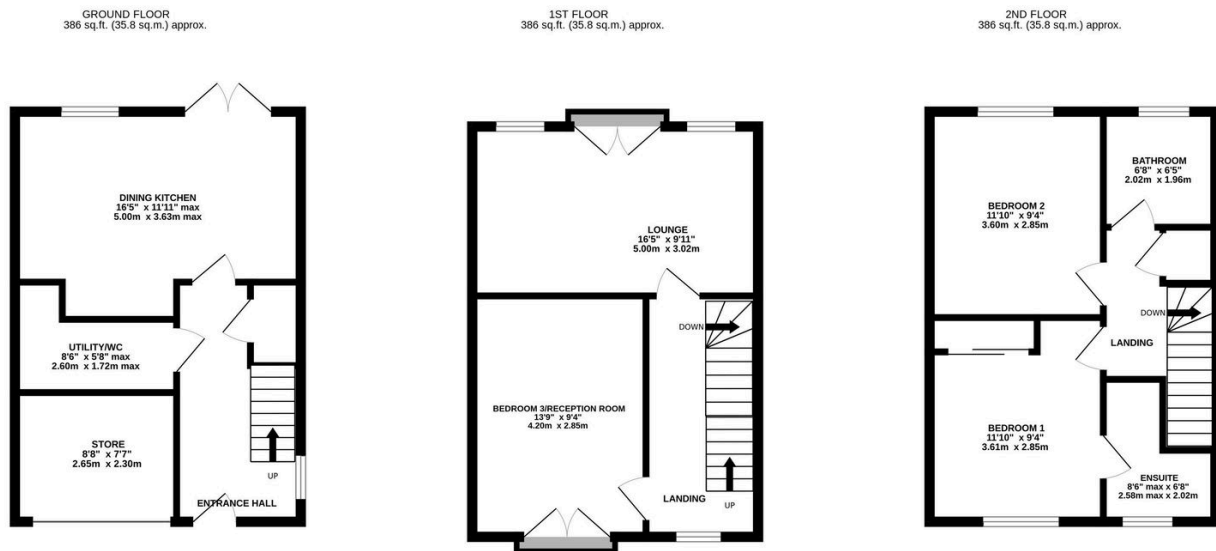 GROUND FLOOR
386 sq.ft. (35.8 sq.m.) approx.
DINING KITCHEN
16'5" x 11'11" max
5.00m x 3.63m max
UTILITY/WC
8'6" x 5'8" max
2.60m x 1.72m max
STORE
8'8" x 7'7"
2.65m x 2.30m
UP
ENTRANCE HALL
1ST FLOOR
386 sq.ft. (35.8 sq.m.) approx.
LOUNGE
16'5" x 9'11"
5.00m x 3.02m
DOWN
BEDROOM 3/RECEPTION ROOM
13'9" x 9'4"
4.20m x 2.85m
LANDING
UP
2ND FLOOR
386 sq.ft. (35.8 sq.m.) approx.
BATHROOM
6'8" x 6'5"
2.02m x 1.96m
BEDROOM 2
11'10" x 9'4"
3.60m x 2.85m
DOWN
LANDING
BEDROOM 1
11'10" x 9'4"
3.61m x 2.85m
ENSUITE
8'6" max x 6'8"
2.58m max x 2.02m